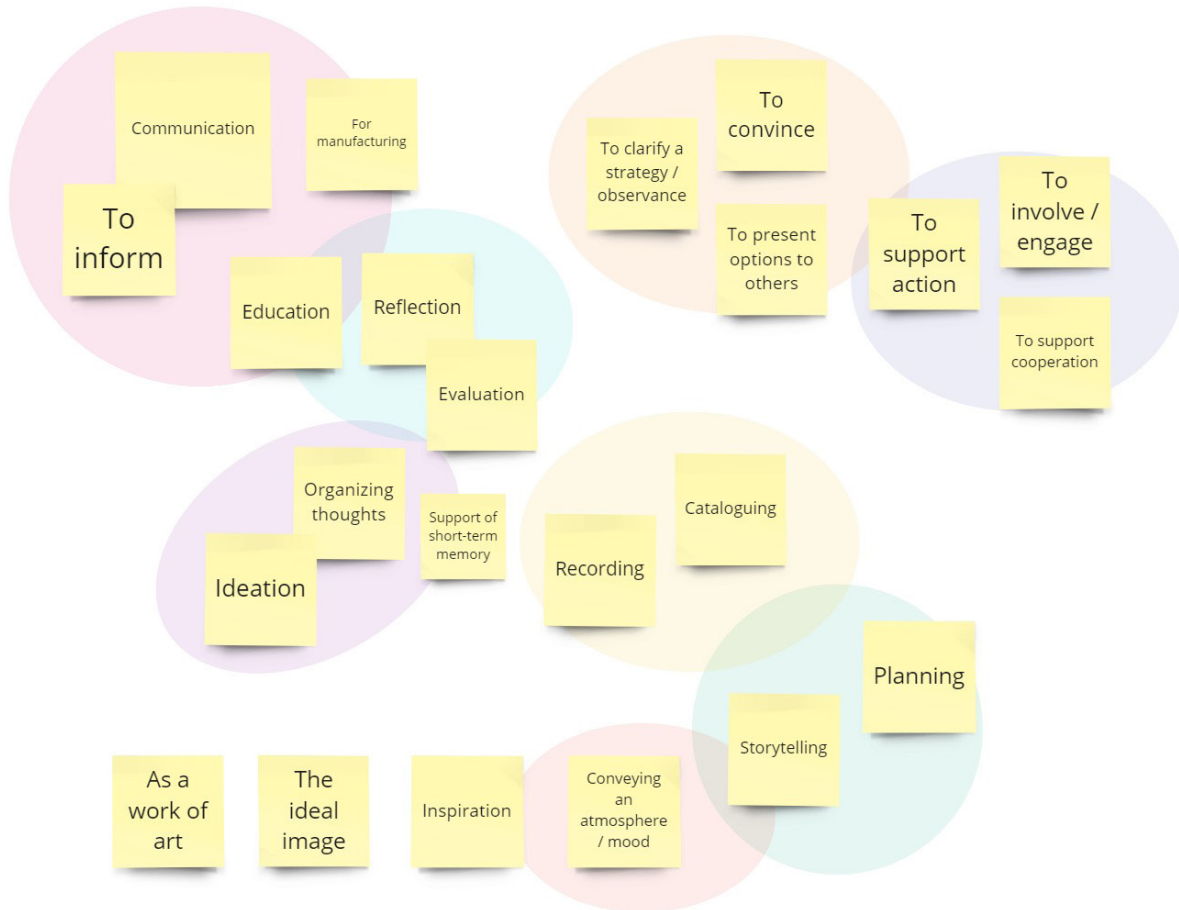 Communication
For
manufacturing
To
inform
Education
Reflection
Evaluation
To
convince
To clarify a
strategy /
observance
To present
options to
others
To
support
action
To
involve /
engage
To support
cooperation
Organizing
thoughts
Support of
short-term
memory
Ideation
Cataloguing
Recording
Planning
Storytelling
As a
work of
art
The
ideal
image
Inspiration
Conveying
an
atmosphere
/ mood